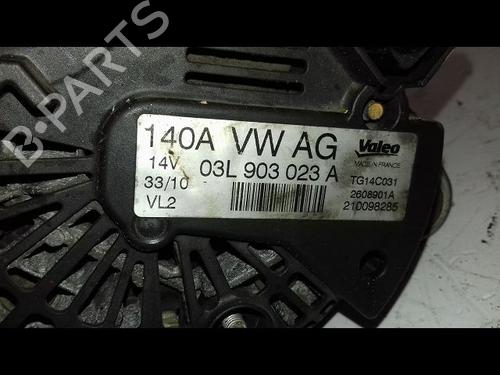 B-PARTS
140A VW AG
14V 03L 903 023 A
33/10
VL2
Valeo
MADE IN FRANCE
TG14C031
2608901A
210098285